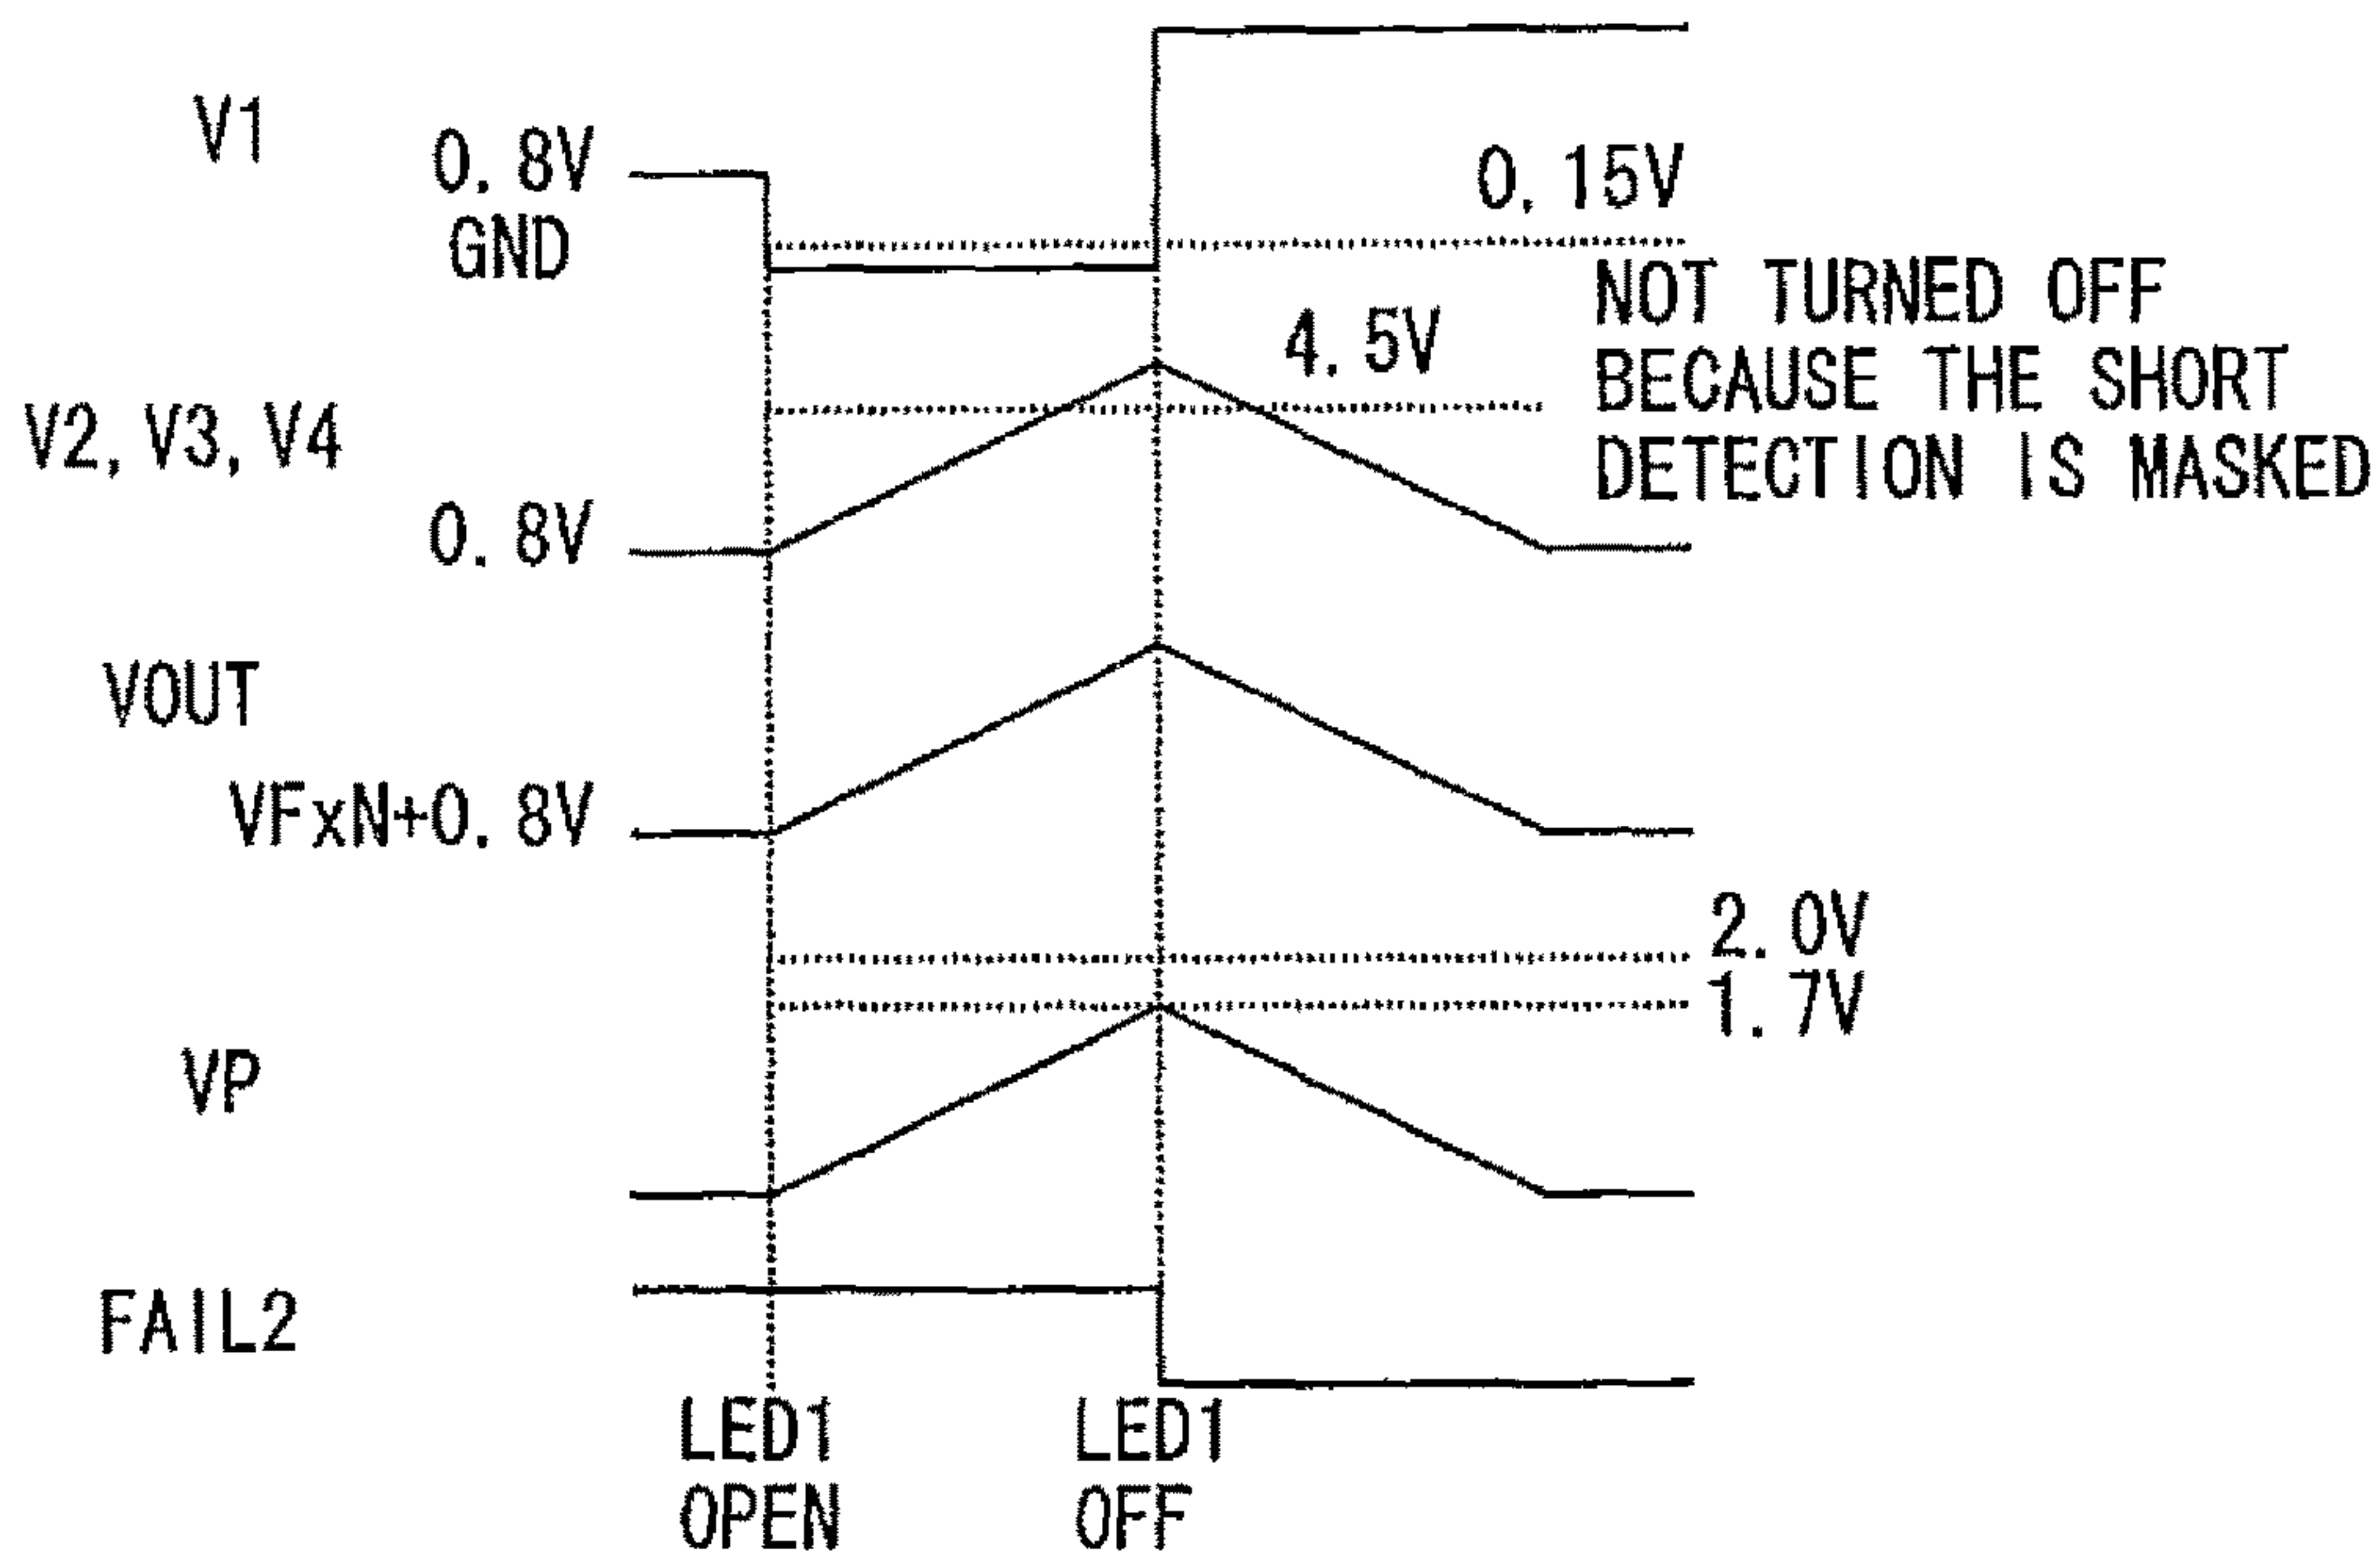 V1
0.8V
GND
0.15V
NOT TURNED OFF
BECAUSE THE SHORT
DETECTION IS MASKED
4.5V
V2, V3, V4
0.8V
VOUT
VFxN+0.8V
2.0V
1.7V
VP
FAIL2
LED1
OPEN
LED1
OFF